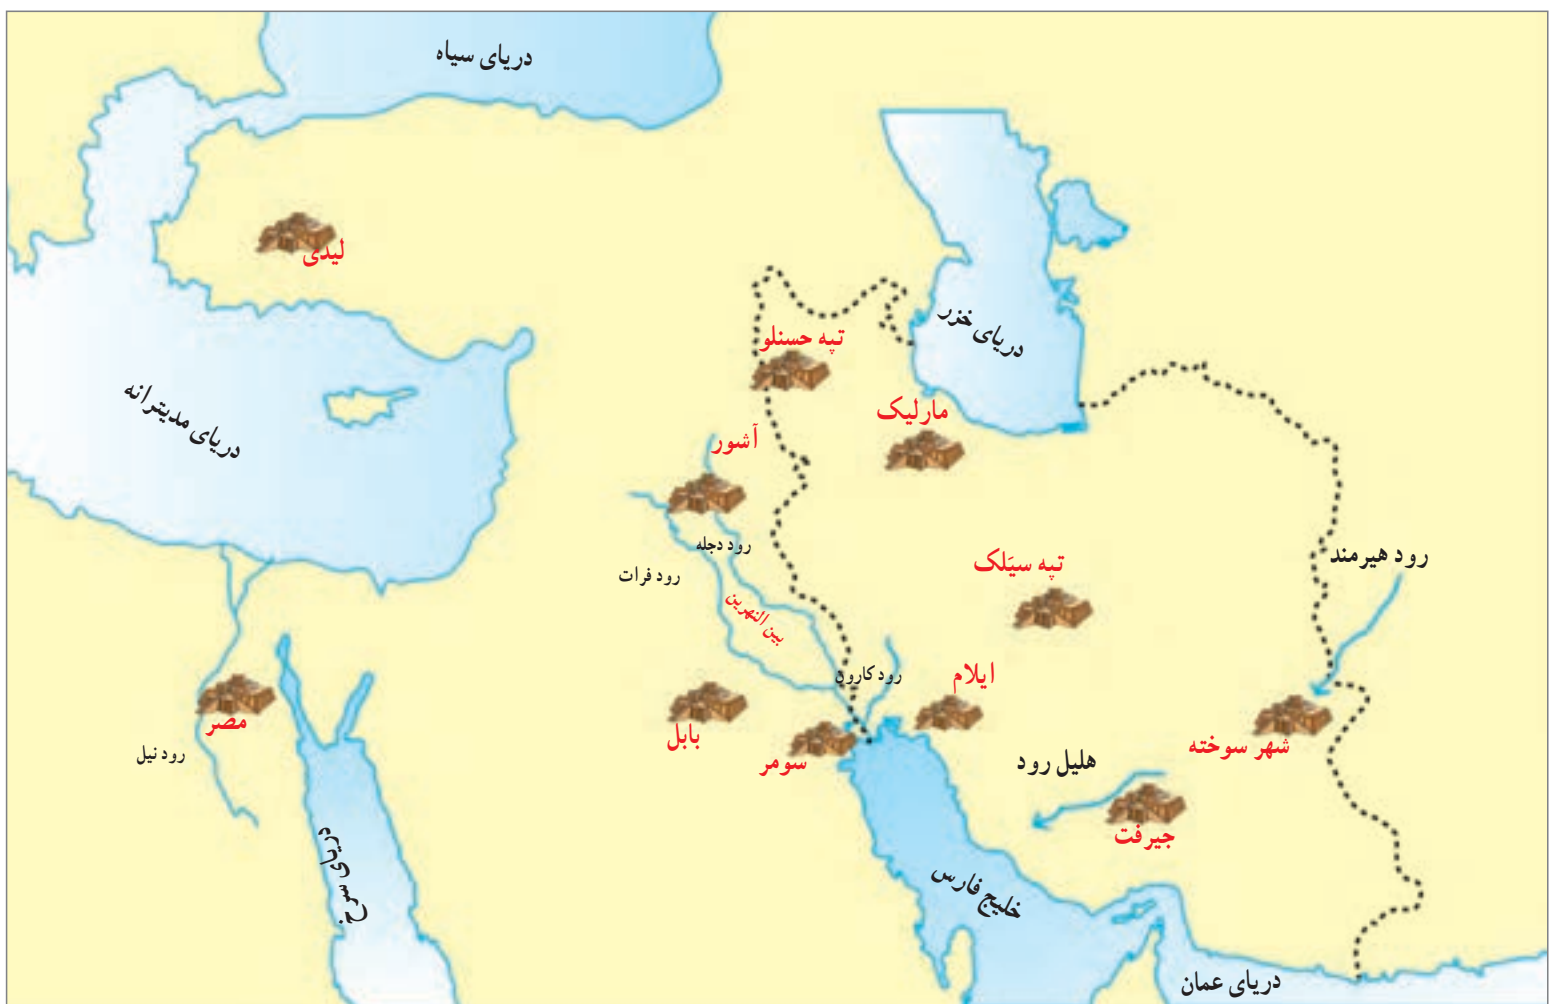 دریای سیاه
لیدی
دریای خزر
تپه حسنلو
مارلیک
دریای مدیترانه
آشور
رود دجله
رود فرات
بین النهرین
تپه سیَلک
رود هیرمند
رود کارون
ایلام
مصر
بابل
سومر
شهر سوخته
رود نیل
هلیل رود
جیرفت
دریای سرخ
خلیج فارس
دریای عمان